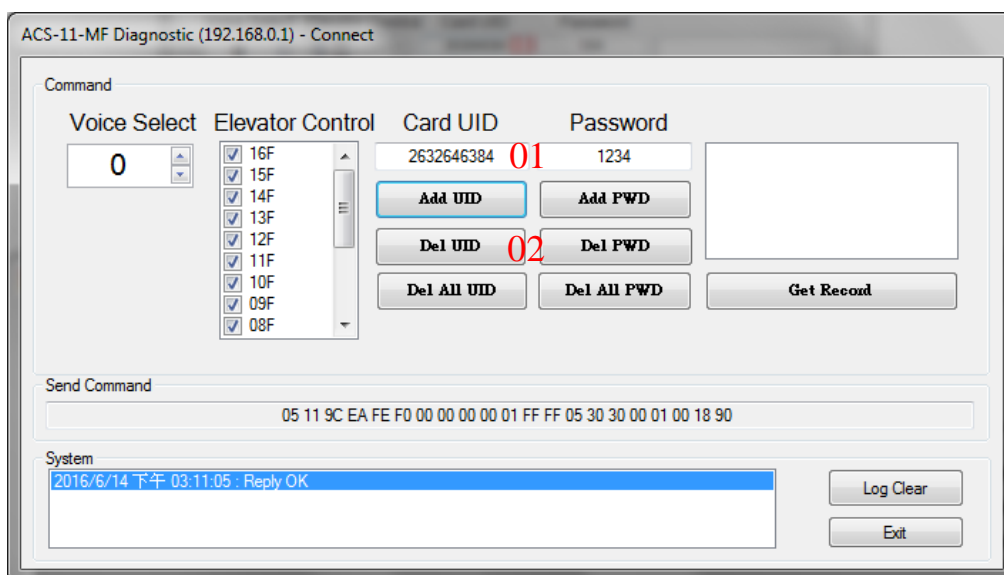 ACS-11-MF Diagnostic (192.168.0.1) - Connect
Command
Voice Select Elevator Control Card UID Password
0
16F
15F
14F
13F
12F
11F
10F
09F
08F
2632646384 01 1234
Add UID Add PWD
Del UID 02 Del PWD
Del All UID Del All PWD Get Record
Send Command
05 11 9C EA FE F0 00 00 00 00 01 FF FF 05 30 30 00 01 00 18 90
System
2016/6/14 下午 03:11:05 : Reply OK
Log Clear
Exit